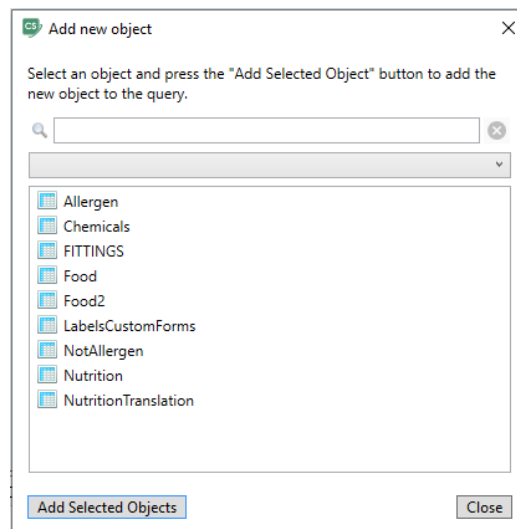 CS
Add new object
Select an object and press the "Add Selected Object" button to add the
new object to the query.
Allergen
Chemicals
FITTINGS
Food
Food2
LabelsCustomForms
NotAllergen
Nutrition
NutritionTranslation
Add Selected Objects
Close